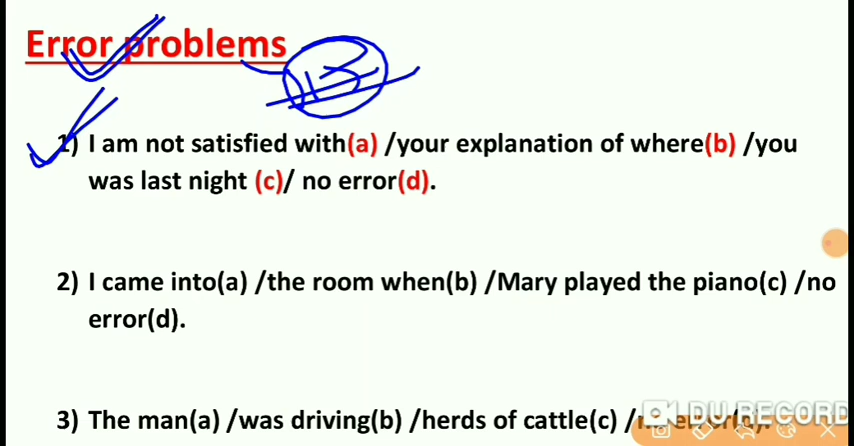 Error problems
1) I am not satisfied with(a) /your explanation of where(b) /you
was last night (c)/ no error(d).
2) I came into(a) /the room when(b) /Mary played the piano(c) /no
error(d).
3) The man(a) /was driving(b) /herds of cattle(c) /
DU RECORD